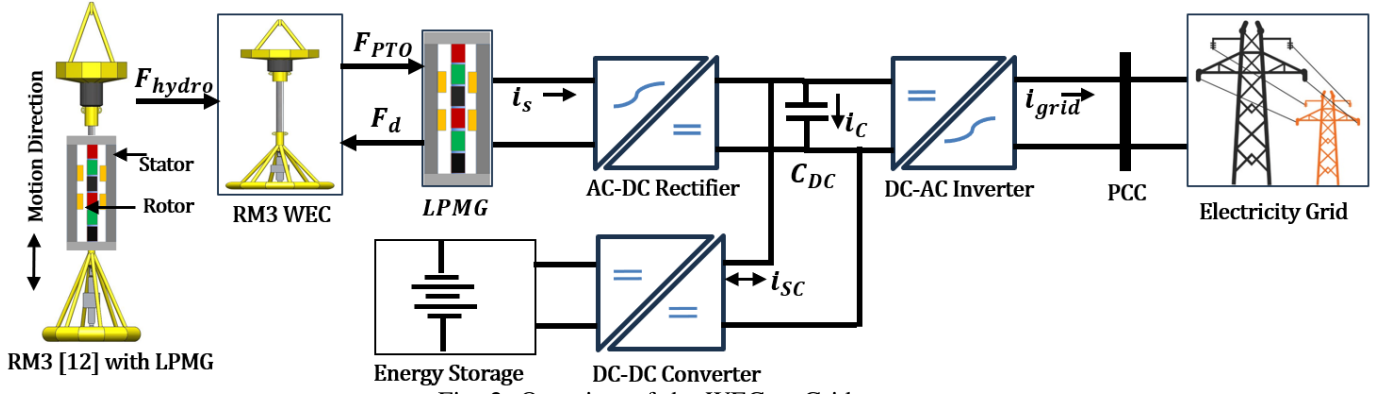 Motion Direction
F_hydro
Stator
Rotor
RM3 [12] with LPMG
RM3 WEC
F_PTO
F_d
LPMG
i_s
AC-DC Rectifier
i_C
C_DC
DC-AC Inverter
i_grid
PCC
Electricity Grid
i_SC
Energy Storage
DC-DC Converter